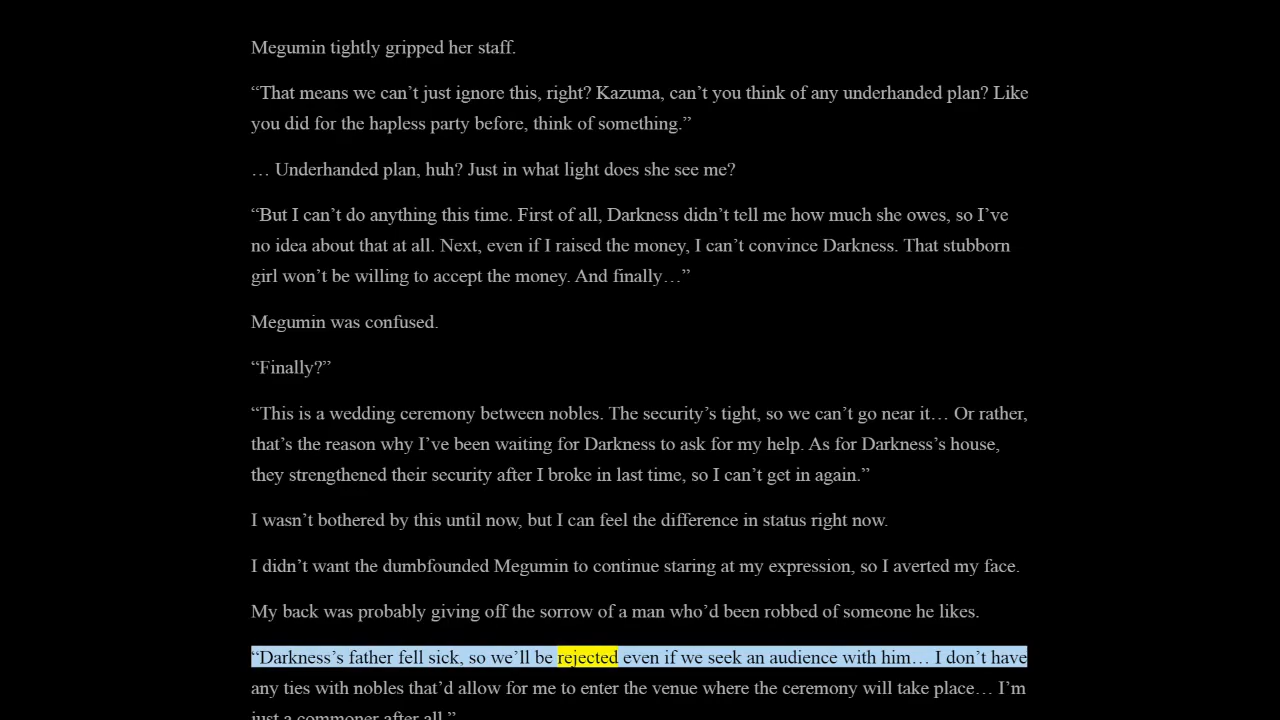 Megumin tightly gripped her staff.
“That means we can’t just ignore this, right? Kazuma, can’t you think of any underhanded plan? Like
you did for the hapless party before, think of something.”
… Underhanded plan, huh? Just in what light does she see me?
“But I can’t do anything this time. First of all, Darkness didn’t tell me how much she owes, so I’ve
no idea about that at all. Next, even if I raised the money, I can’t convince Darkness. That stubborn
girl won’t be willing to accept the money. And finally…”
Megumin was confused.
“Finally?”
“This is a wedding ceremony between nobles. The security’s tight, so we can’t go near it… Or rather,
that’s the reason why I’ve been waiting for Darkness to ask for my help. As for Darkness’s house,
they strengthened their security after I broke in last time, so I can’t get in again.”
I wasn’t bothered by this until now, but I can feel the difference in status right now.
I didn’t want the dumbfounded Megumin to continue staring at my expression, so I averted my face.
My back was probably giving off the sorrow of a man who’d been robbed of someone he likes.
“Darkness’s father fell sick, so we’ll be rejected even if we seek an audience with him… I don’t have
any ties with nobles that’d allow for me to enter the venue where the ceremony will take place… I’m
just a commoner after all.”